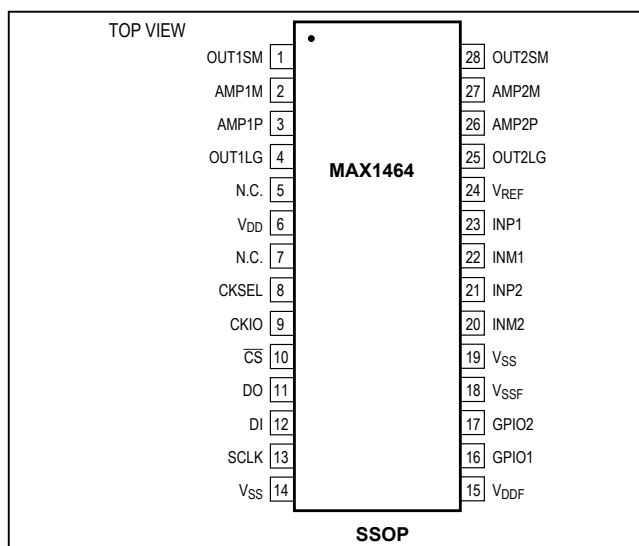 TOP VIEW
OUT1SM 1 28 OUT2SM
AMP1M 2 27 AMP2M
AMP1P 3 26 AMP2P
OUT1LG 4 25 OUT2LG
MAX1464
N.C. 5 24 VREF
VDD 6 23 INP1
N.C. 7 22 INM1
CKSEL 8 21 INP2
CKIO 9 20 INM2
C̅S̅ 10 19 VSS
DO 11 18 VSSF
DI 12 17 GPIO2
SCLK 13 16 GPIO1
VSS 14 15 VDDF
SSOP